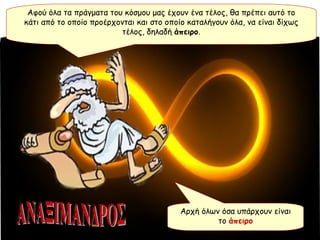 Αφού όλα τα πράγματα του κόσμου μας έχουν ένα τέλος, θα πρέπει αυτό το
κάτι από το οποίο προέρχονται και στο οποίο καταλήγουν όλα, να είναι δίχως
τέλος, δηλαδή άπειρο.
Αρχή όλων όσα υπάρχουν είναι
το άπειρο
ΑΝΑΞΙΜΑΝΔΡΟΣ